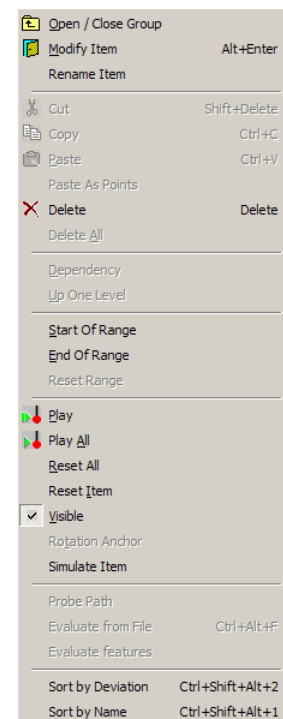 Open / Close Group
Modify Item Alt+Enter
Rename Item
Cut Shift+Delete
Copy Ctrl+C
Paste Ctrl+V
Paste As Points
Delete Delete
Delete All
Dependency
Up One Level
Start Of Range
End Of Range
Reset Range
Play
Play All
Reset All
Reset Item
Visible
Rotation Anchor
Simulate Item
Probe Path
Evaluate from File Ctrl+Alt+F
Evaluate features
Sort by Deviation Ctrl+Shift+Alt+2
Sort by Name Ctrl+Shift+Alt+1